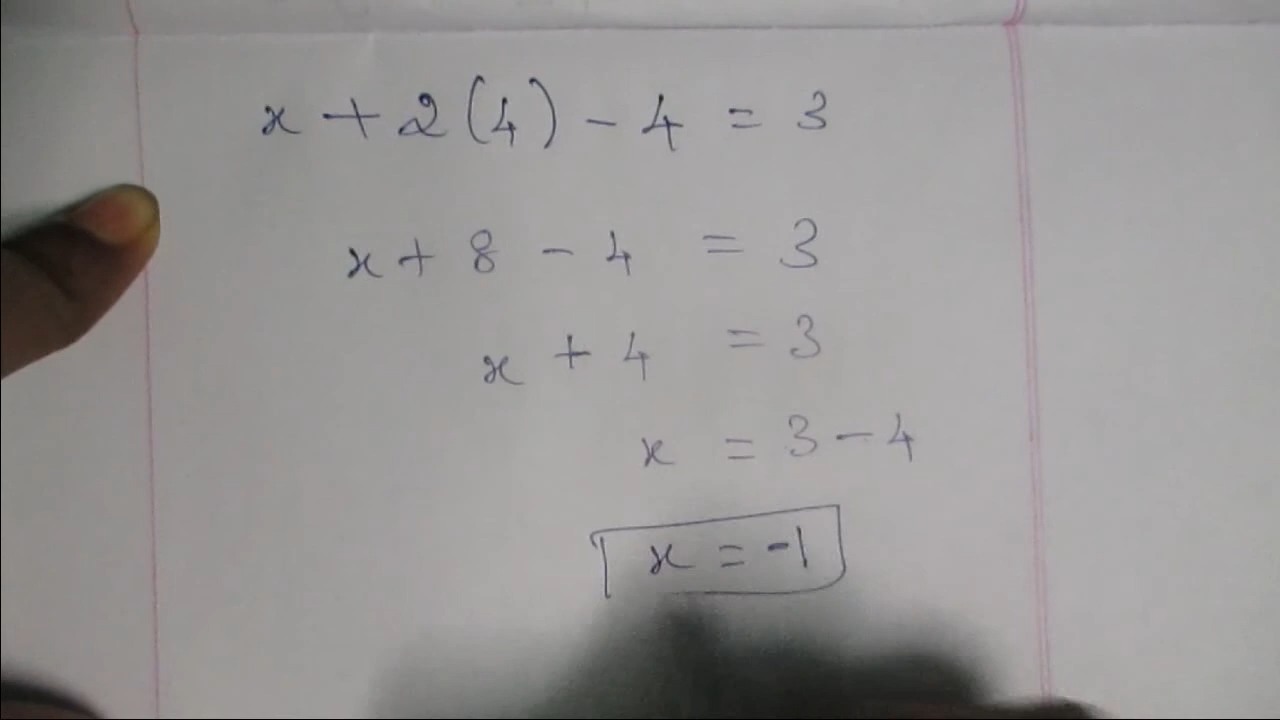 x + 2(4) - 4 = 3
x + 8 - 4 = 3
x + 4 = 3
x = 3 - 4
x = -1